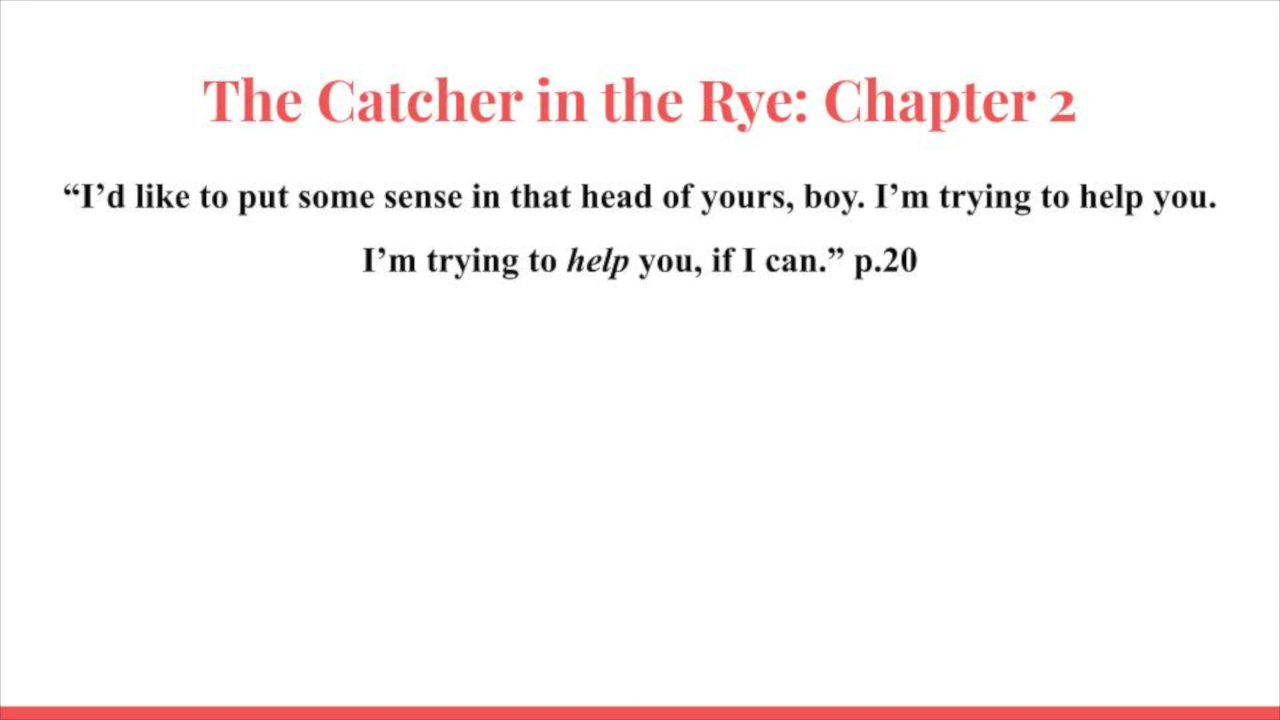 The Catcher in the Rye: Chapter 2
“I’d like to put some sense in that head of yours, boy. I’m trying to help you.
I’m trying to help you, if I can.” p.20